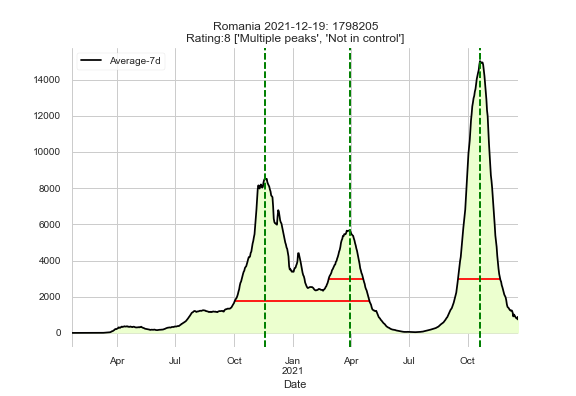 Romania 2021-12-19: 1798205
Rating:8 ['Multiple peaks', 'Not in control']
Average-7d
14000
12000
10000
8000
6000
4000
2000
0
Apr Jul Oct Jan Apr Jul Oct
2021
Date